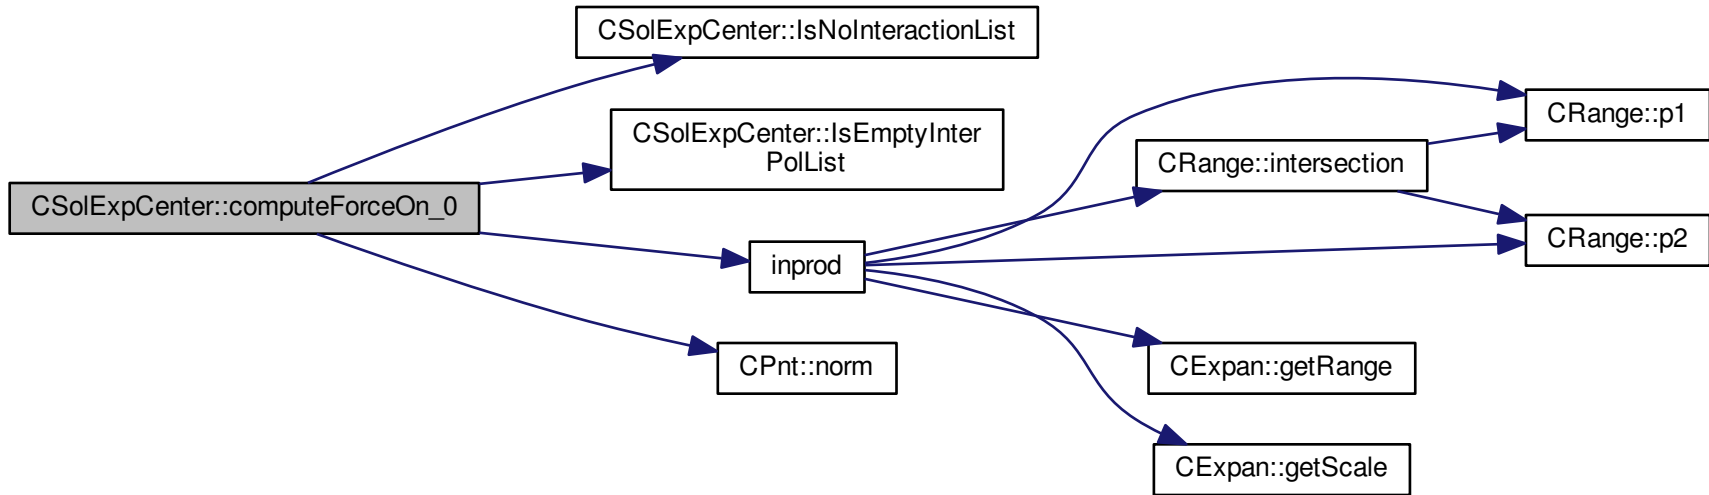 CSolExpCenter::computeForceOn_0
CSolExpCenter::IsNoInteractionList
CSolExpCenter::IsEmptyInter
PolList
inprod
CPnt::norm
CRange::intersection
CExpan::getRange
CExpan::getScale
CRange::p1
CRange::p2